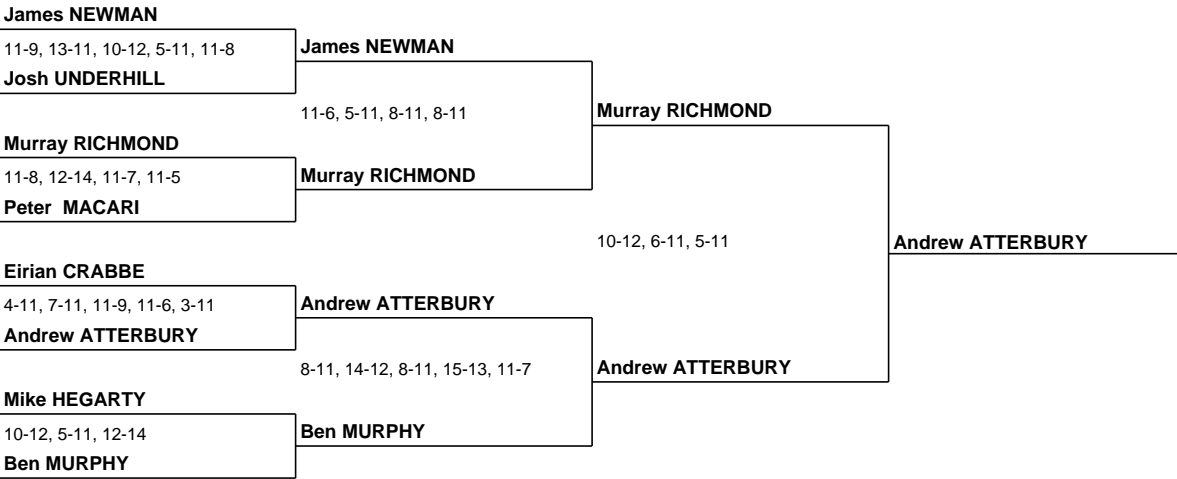 James NEWMAN
11-9, 13-11, 10-12, 5-11, 11-8
Josh UNDERHILL
Murray RICHMOND
11-8, 12-14, 11-7, 11-5
Peter MACARI
Eirian CRABBE
4-11, 7-11, 11-9, 11-6, 3-11
Andrew ATTERBURY
Mike HEGARTY
10-12, 5-11, 12-14
Ben MURPHY
James NEWMAN
11-6, 5-11, 8-11, 8-11
Murray RICHMOND
Andrew ATTERBURY
8-11, 14-12, 8-11, 15-13, 11-7
Ben MURPHY
Murray RICHMOND
10-12, 6-11, 5-11
Andrew ATTERBURY
Andrew ATTERBURY